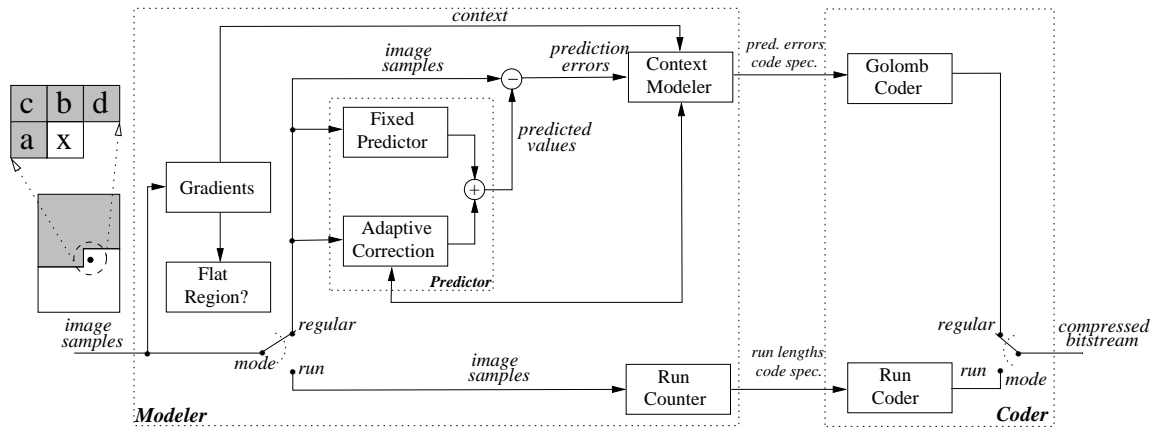 context
image
samples
prediction
errors
pred. errors
code spec.
Context
Modeler
Golomb
Coder
−
c b d
a x
Fixed
Predictor
predicted
values
Gradients
+
Adaptive
Correction
Predictor
Flat
Region?
image
samples
regular
mode
run
image
samples
Run
Counter
run lengths
code spec.
Run
Coder
regular
run
mode
compressed
bitstream
Modeler
Coder